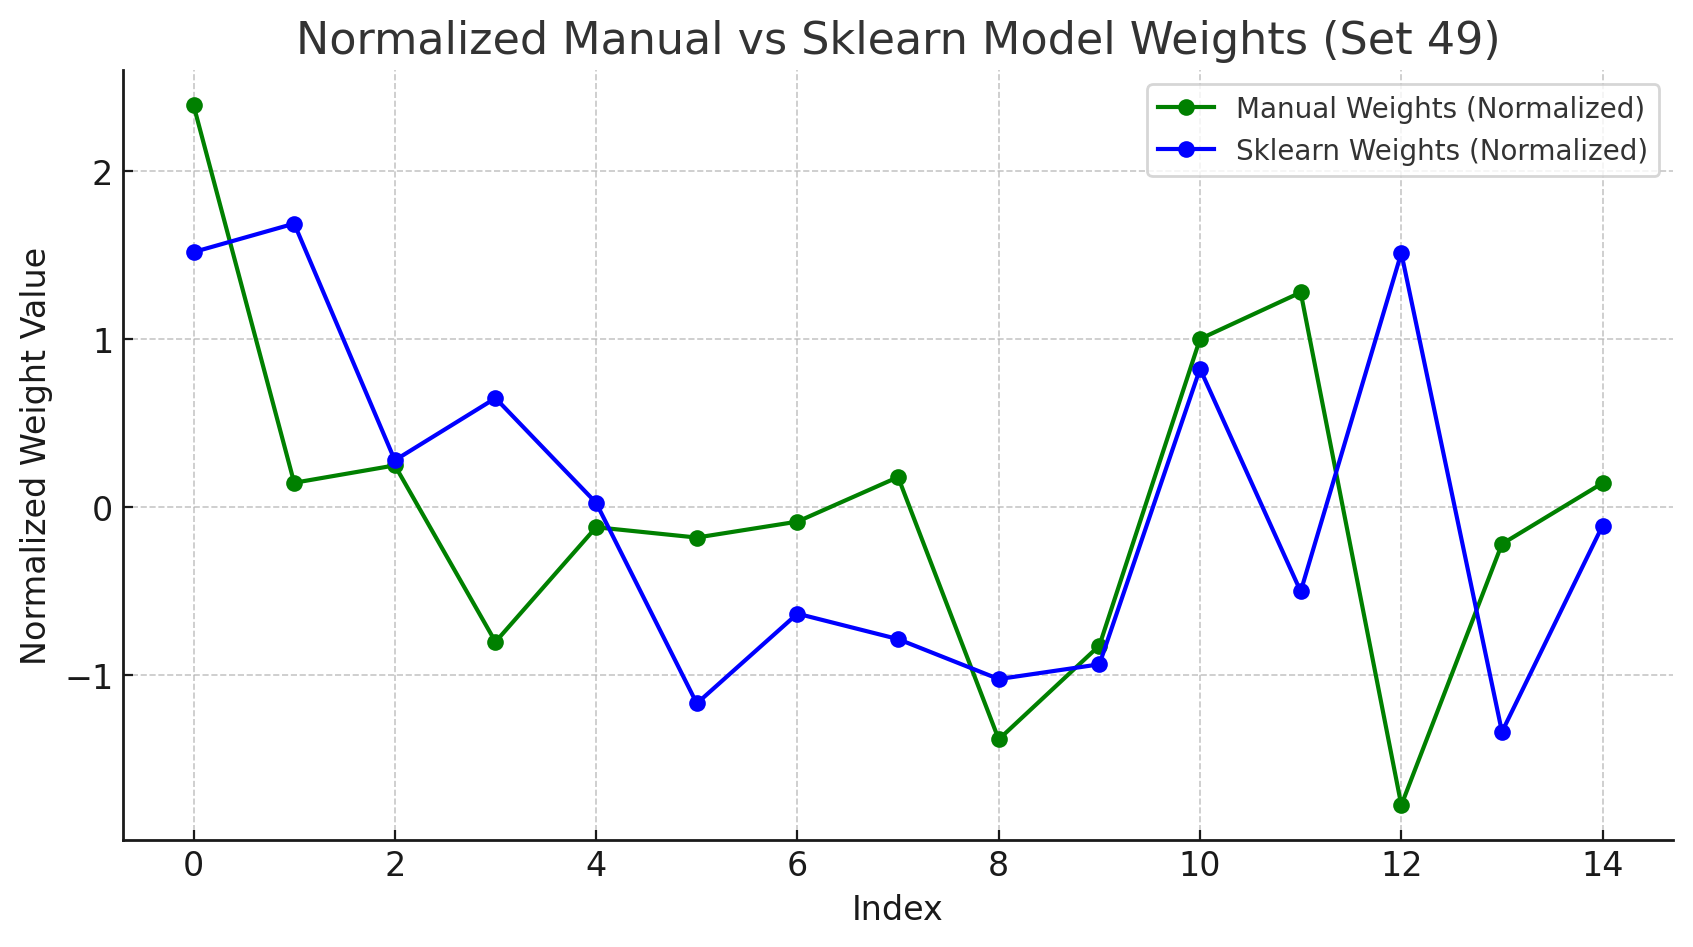 Normalized Manual vs Sklearn Model Weights (Set 49)
Manual Weights (Normalized)
Sklearn Weights (Normalized)
Normalized Weight Value
2
1
0
−1
0 2 4 6 8 10 12 14
Index